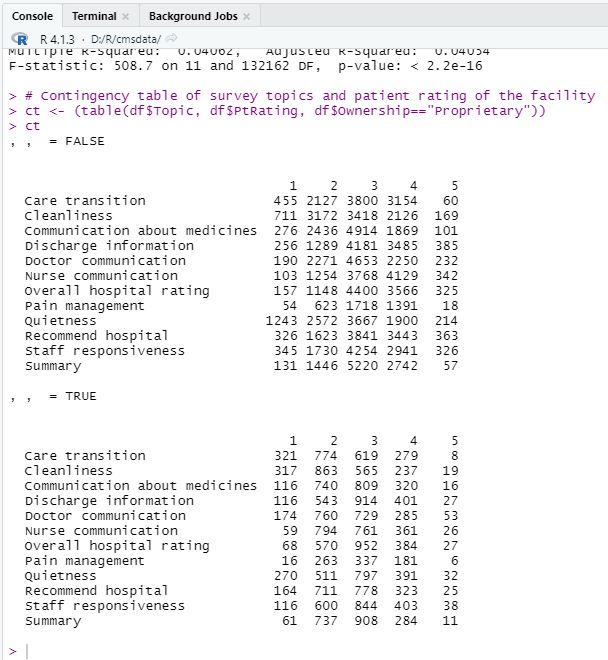 Console Terminal × Background Jobs ×
R 4.1.3 · D:/R/cmsdata/
Multiple R-squared:  0.04062,	Adjusted R-squared:  0.04054
F-statistic: 508.7 on 11 and 132162 DF,  p-value: < 2.2e-16
> # Contingency table of survey topics and patient rating of the facility
> ct <- (table(df$Topic, df$PtRating, df$Ownership=="Proprietary"))
> ct
, ,  = FALSE
1 2 3 4 5
Care transition 455 2127 3800 3154 60
Cleanliness 711 3172 3418 2126 169
Communication about medicines 276 2436 4914 1869 101
Discharge information 256 1289 4181 3485 385
Doctor communication 190 2271 4653 2250 232
Nurse communication 103 1254 3768 4129 342
Overall hospital rating 157 1148 4400 3566 325
Pain management 54 623 1718 1391 18
Quietness 1243 2572 3667 1900 214
Recommend hospital 326 1623 3841 3443 363
Staff responsiveness 345 1730 4254 2941 326
Summary 131 1446 5220 2742 57
, ,  = TRUE
1 2 3 4 5
Care transition 321 774 619 279 8
Cleanliness 317 863 565 237 19
Communication about medicines 116 740 809 320 16
Discharge information 116 543 914 401 27
Doctor communication 174 760 729 285 53
Nurse communication 59 794 761 361 26
Overall hospital rating 68 570 952 384 27
Pain management 16 263 337 181 6
Quietness 270 511 797 391 32
Recommend hospital 164 711 778 323 25
Staff responsiveness 116 600 844 403 38
Summary 61 737 908 284 11
>